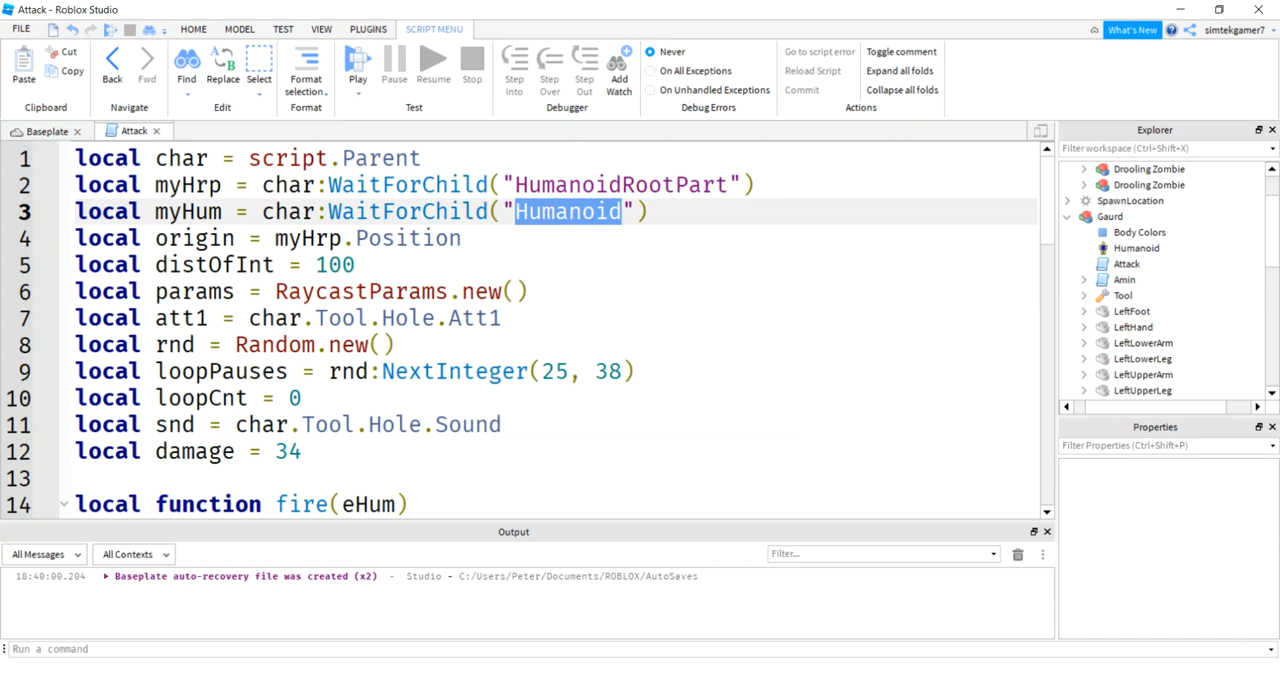 Attack - Roblox Studio
FILE HOME MODEL TEST VIEW PLUGINS SCRIPT MENU What's New simtekgamer7
Paste Cut Copy Back Fwd Find Replace Select Format selection Play Pause Resume Stop Step Into Step Over Step Out Add Watch Never On All Exceptions On Unhandled Exceptions Go to script error Reload Script Commit Toggle comment Expand all folds Collapse all folds
Clipboard Navigate Edit Format Test Debugger Debug Errors Actions
Baseplate Attack
1 local char = script.Parent
2 local myHrp = char:WaitForChild("HumanoidRootPart")
3 local myHum = char:WaitForChild("Humanoid")
4 local origin = myHrp.Position
5 local distOfInt = 100
6 local params = RaycastParams.new()
7 local att1 = char.Tool.Hole.Att1
8 local rnd = Random.new()
9 local loopPauses = rnd:NextInteger(25, 38)
10 local loopCnt = 0
11 local snd = char.Tool.Hole.Sound
12 local damage = 34
13
14 local function fire(eHum)
Explorer
Filter workspace (Ctrl+Shift+X)
Drooling Zombie
Drooling Zombie
SpawnLocation
Gaurd
Body Colors
Humanoid
Attack
Amin
Tool
LeftFoot
LeftHand
LeftLowerArm
LeftLowerLeg
LeftUpperArm
LeftUpperLeg
Properties
Filter Properties (Ctrl+Shift+P)
Output
All Messages All Contexts Filter...
18:40:00.204 Baseplate auto-recovery file was created (x2) - Studio - C:/Users/Peter/Documents/ROBLOX/AutoSaves
Run a command